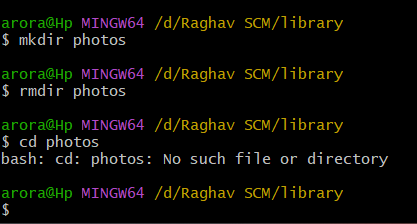 arora@Hp MINGW64 /d/Raghav SCM/library
$ mkdir photos
arora@Hp MINGW64 /d/Raghav SCM/library
$ rmdir photos
arora@Hp MINGW64 /d/Raghav SCM/library
$ cd photos
bash: cd: photos: No such file or directory
arora@Hp MINGW64 /d/Raghav SCM/library
$